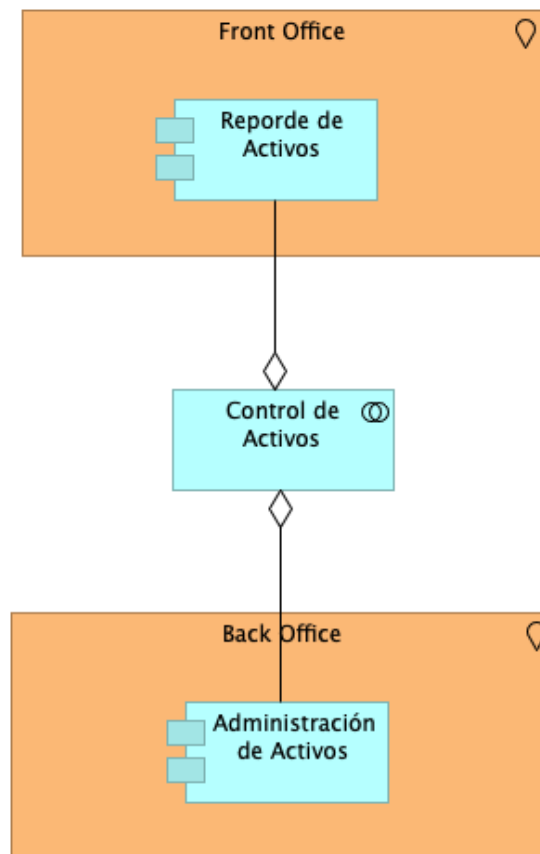 Front Office
Reporde de
Activos
Control de
Activos
Back Office
Administración
de Activos